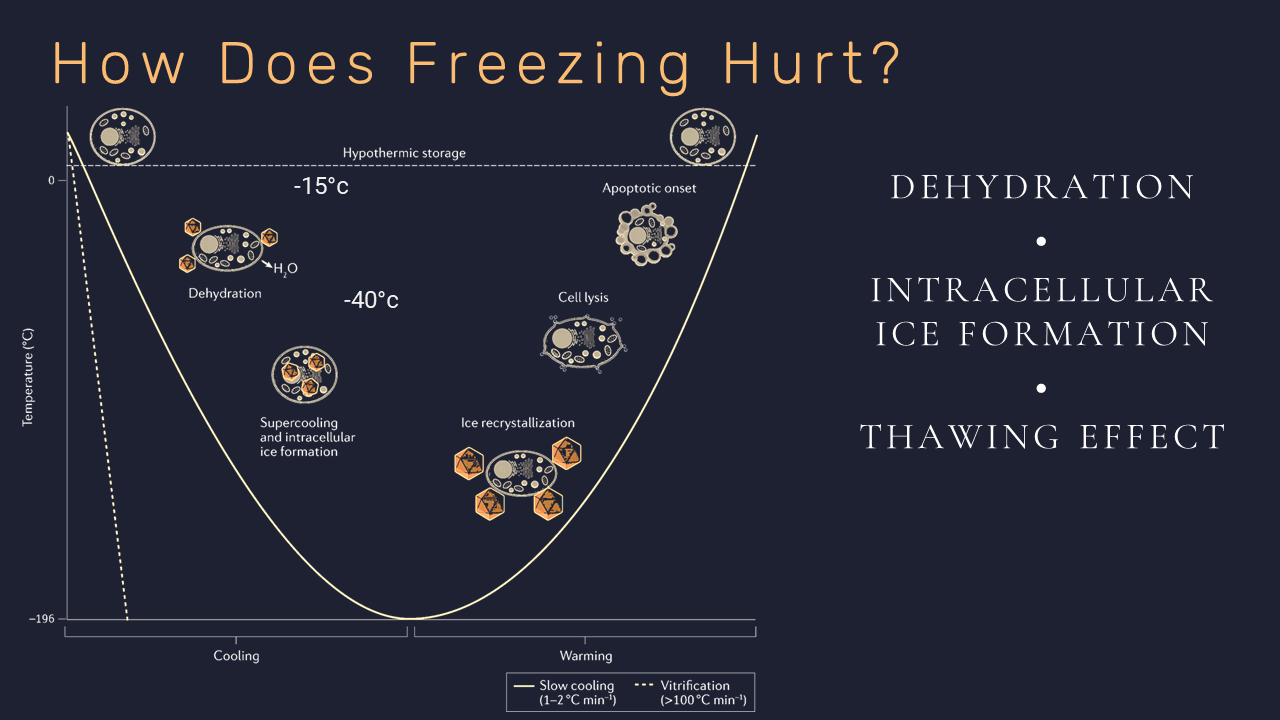 How Does Freezing Hurt?
Hypothermic storage
0
-15°c
Apoptotic onset
H₂O
Dehydration
-40°c
Cell lysis
Temperature (°C)
Supercooling
and intracellular
ice formation
Ice recrystallization
–196
Cooling
Warming
Slow cooling
(1–2 °C min⁻¹)
Vitrification
(>100 °C min⁻¹)
DEHYDRATION
•
INTRACELLULAR
ICE FORMATION
•
THAWING EFFECT